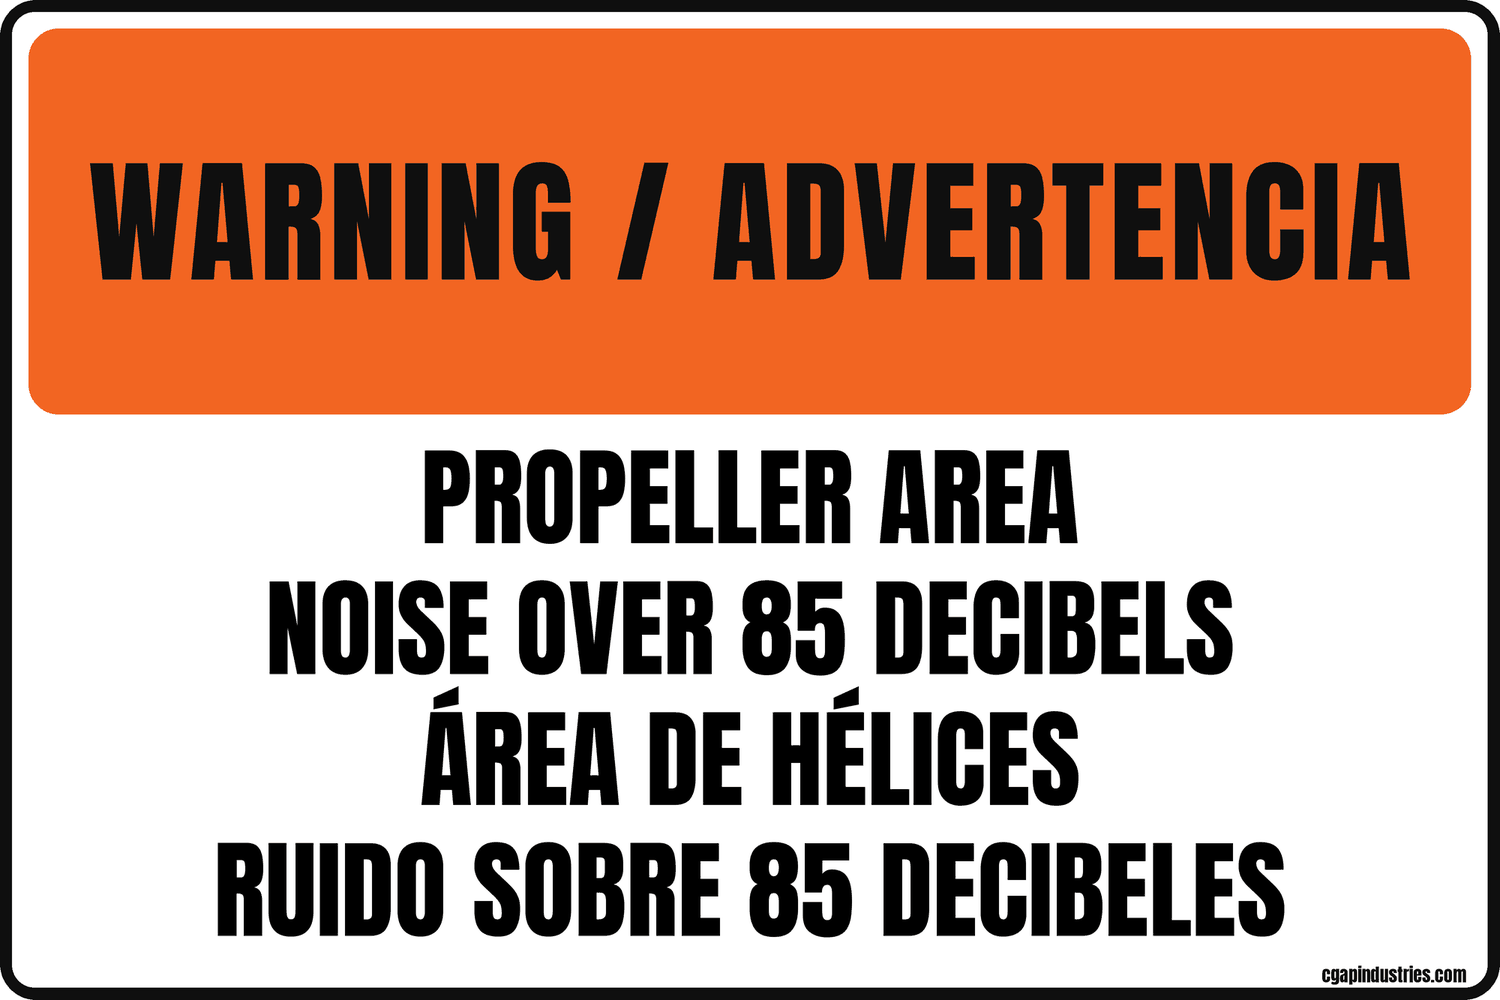 WARNING / ADVERTENCIA
PROPELLER AREA
NOISE OVER 85 DECIBELS
ÁREA DE HÉLICES
RUIDO SOBRE 85 DECIBELES
cgapindustries.com